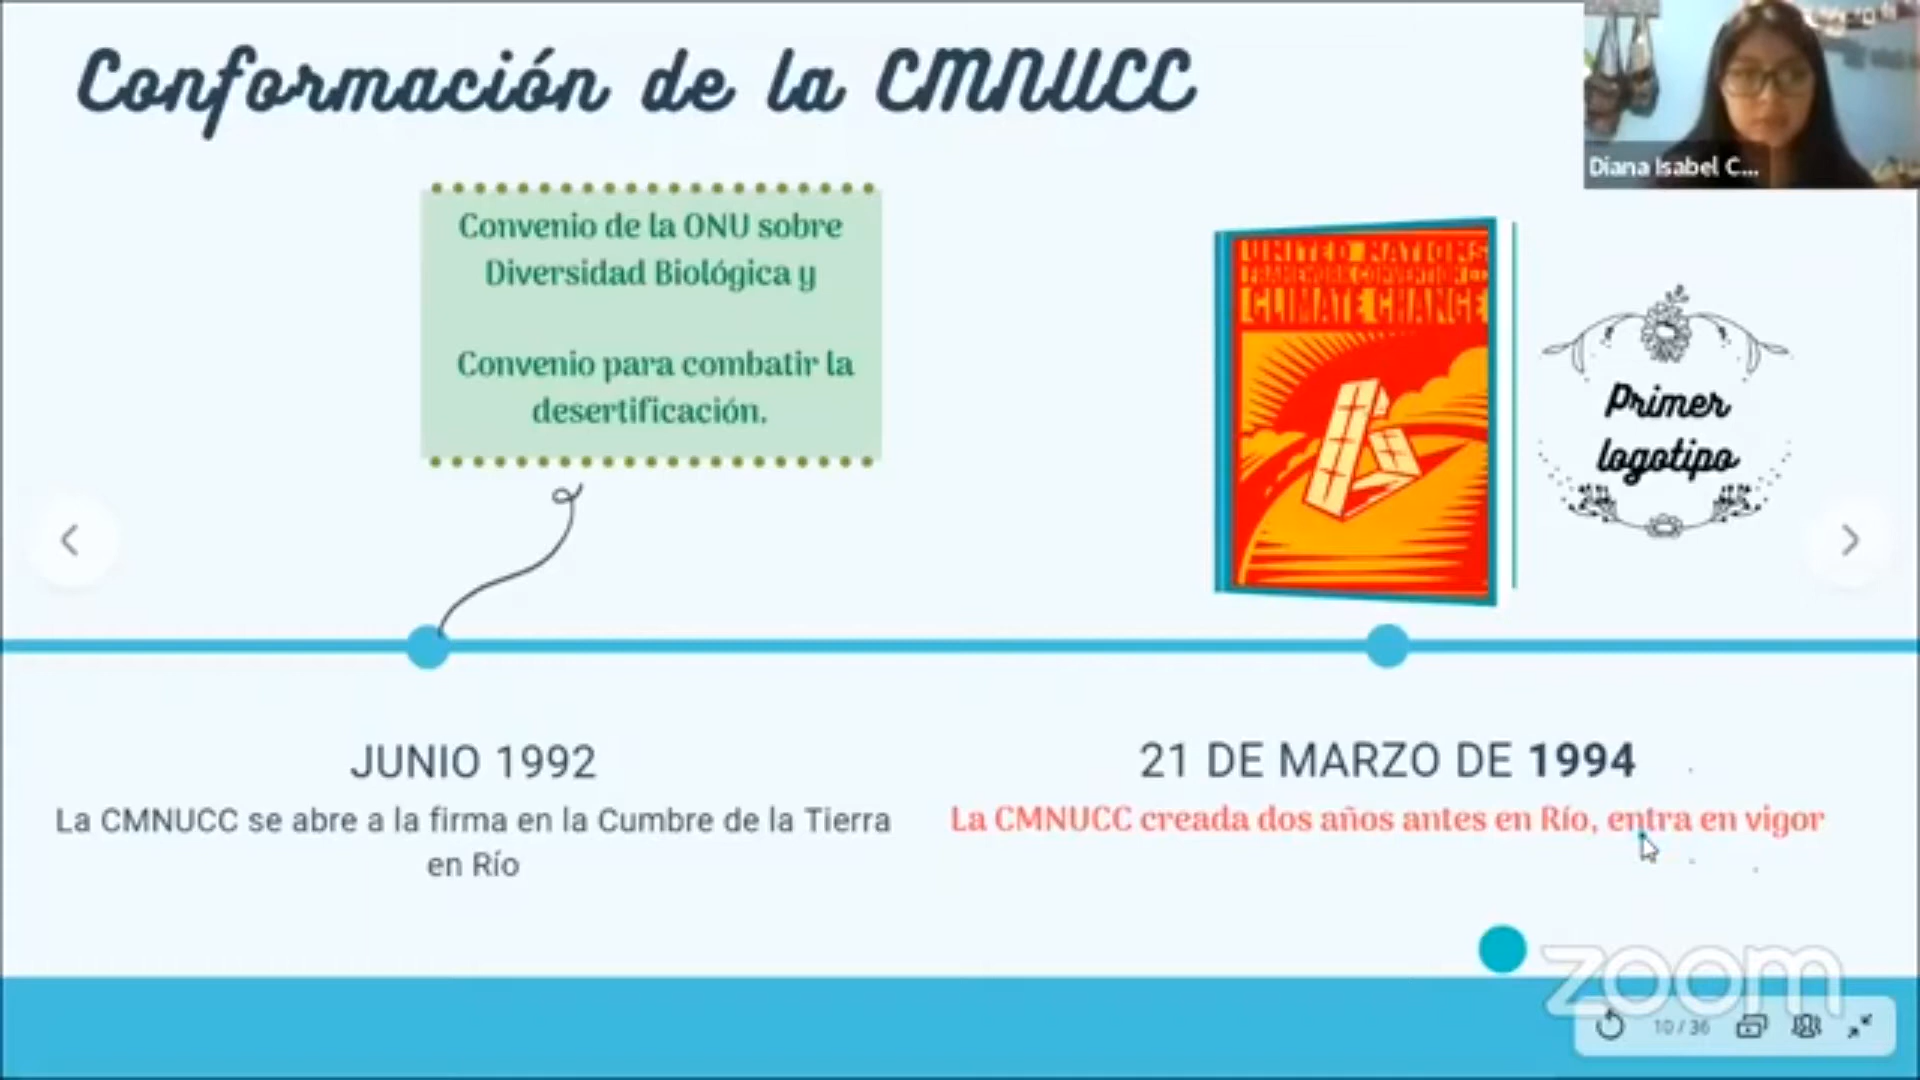 Conformación de la CMNUCC
Diana Isabel C...
Convenio de la ONU sobre
Diversidad Biológica y
Convenio para combatir la
desertificación.
UNITED NATIONS
FRAMEWORK CONVENTION ON
CLIMATE CHANGE
Primer
logotipo
JUNIO 1992
La CMNUCC se abre a la firma en la Cumbre de la Tierra
en Río
21 DE MARZO DE 1994
La CMNUCC creada dos años antes en Río, entra en vigor
zoom
10 / 36